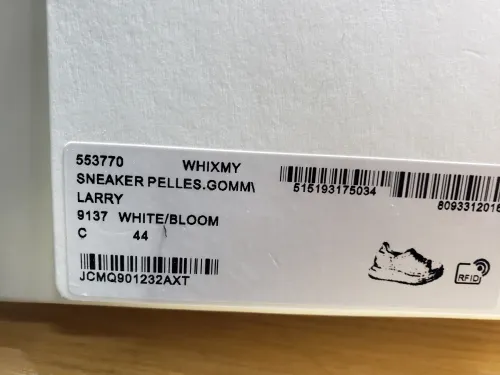 553770 WHIXMY
SNEAKER PELLES.GOMM\
LARRY
9137 WHITE/BLOOM
C 44
JCMQ901232AXT
515193175034
8093312016
RFID